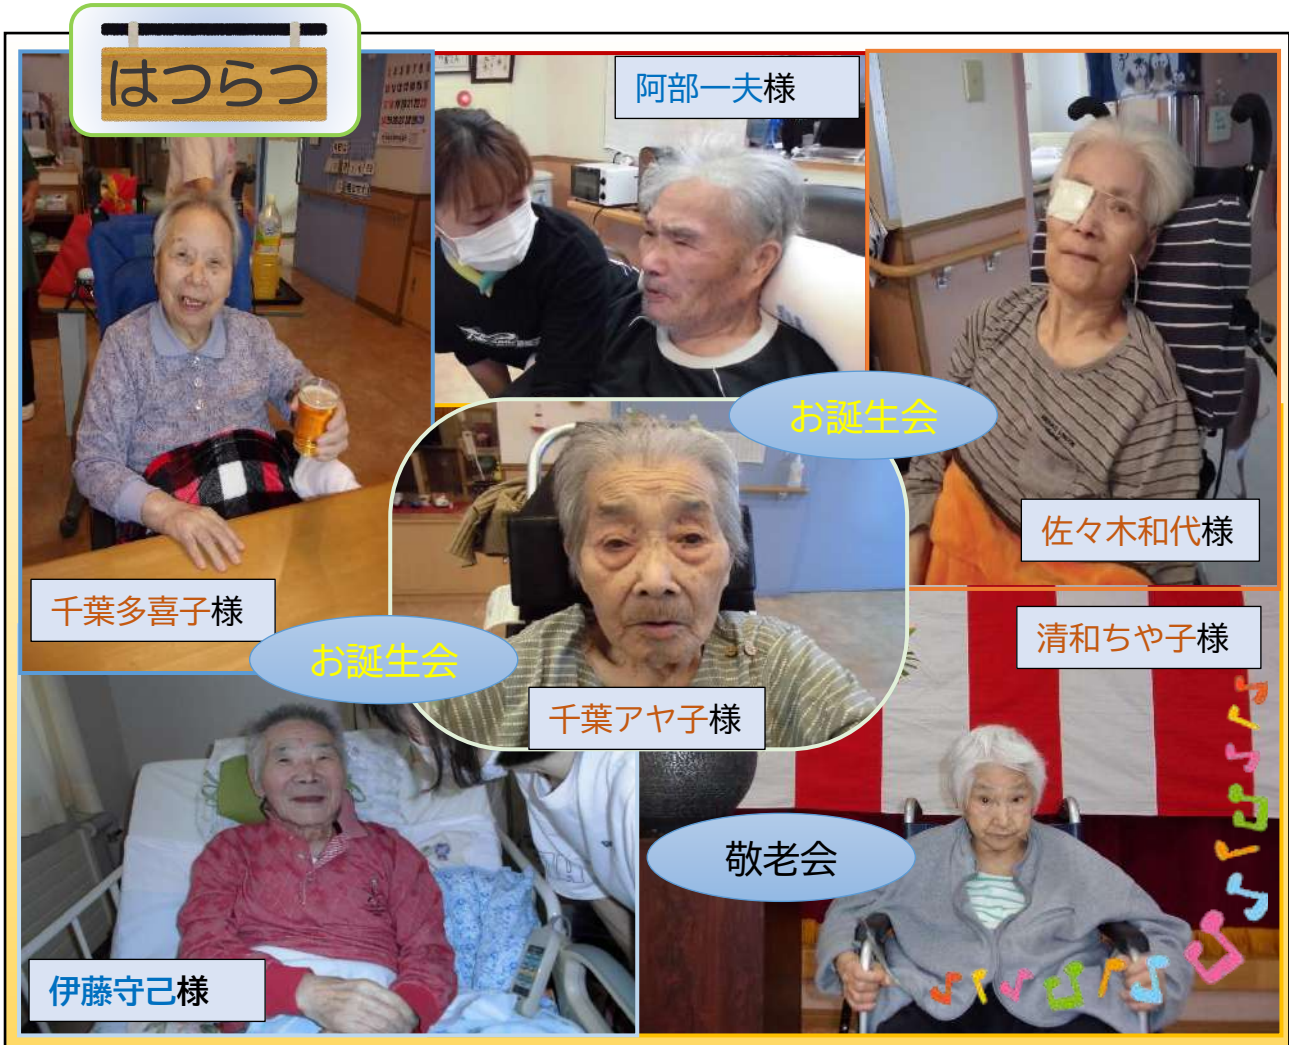 はつらつ
阿部一夫様
お誕生会
佐々木和代様
千葉多喜子様
清和ちや子様
お誕生会
千葉アヤ子様
敬老会
伊藤守己様